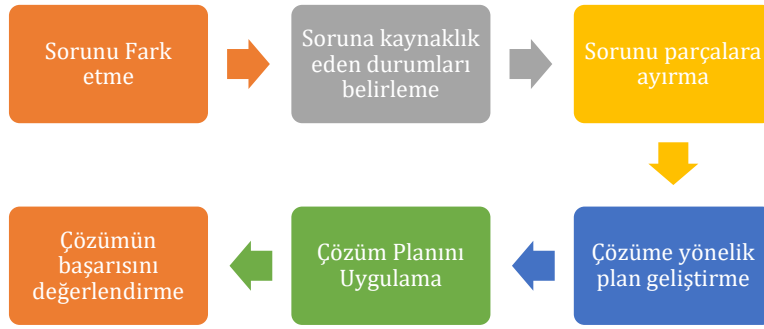 Sorunu Fark
etme
Soruna kaynaklık
eden durumları
belirleme
Sorunu parçalara
ayırma
Çözüme yönelik
plan geliştirme
Çözüm Planını
Uygulama
Çözümün
başarısını
değerlendirme